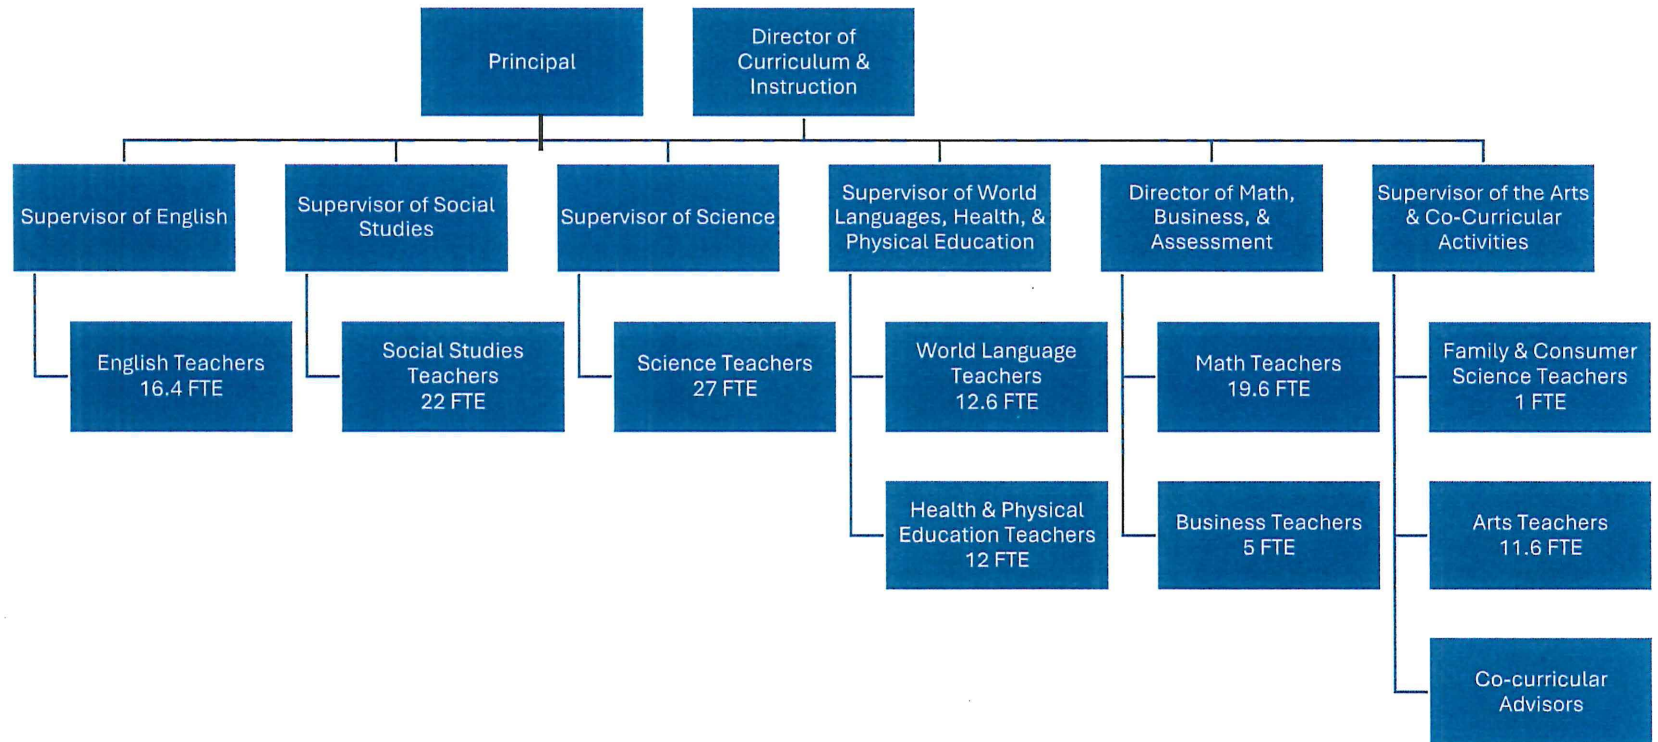 Principal
Director of
Curriculum &
Instruction
Supervisor of English
Supervisor of Social
Studies
Supervisor of Science
Supervisor of World
Languages, Health, &
Physical Education
Director of Math,
Business, &
Assessment
Supervisor of the Arts
& Co-Curricular
Activities
English Teachers
16.4 FTE
Social Studies
Teachers
22 FTE
Science Teachers
27 FTE
World Language
Teachers
12.6 FTE
Math Teachers
19.6 FTE
Family & Consumer
Science Teachers
1 FTE
Health & Physical
Education Teachers
12 FTE
Business Teachers
5 FTE
Arts Teachers
11.6 FTE
Co-curricular
Advisors